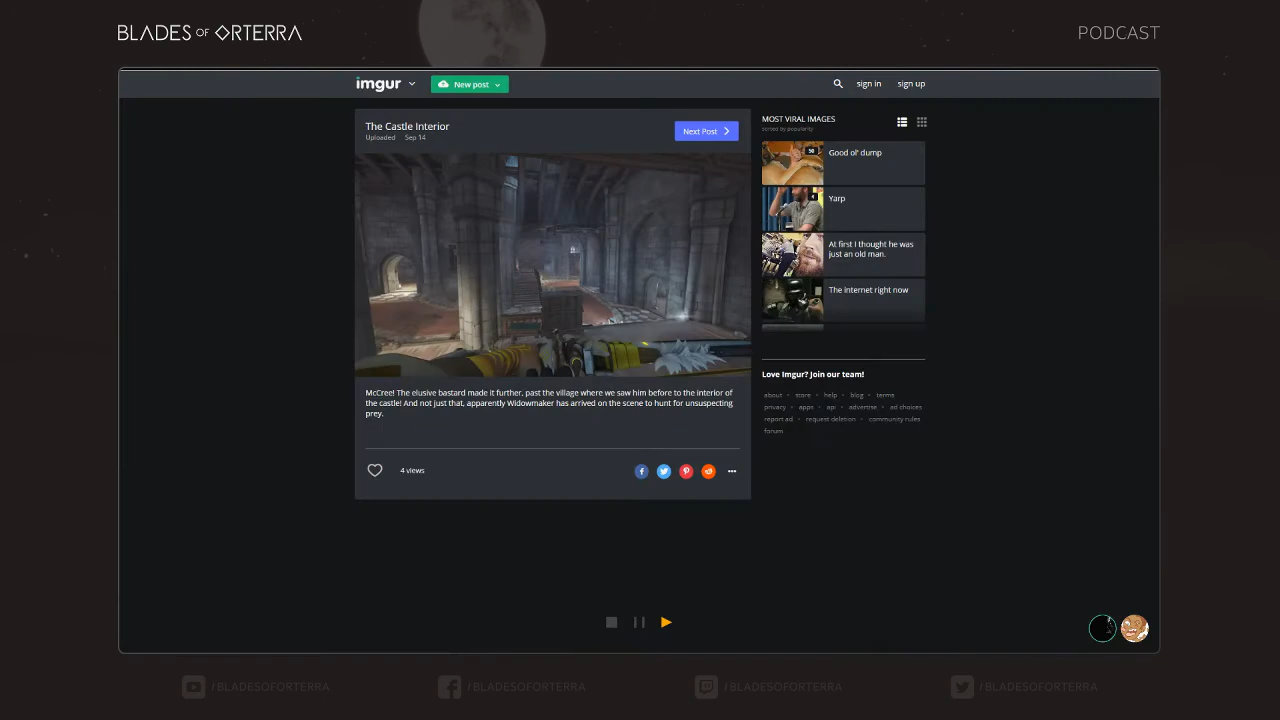 BLADES OF ORTERRA
PODCAST
imgur
New post
sign in
sign up
The Castle Interior
Uploaded Sep 14
Next Post
McCree! The elusive bastard made it further, past the village where we saw him before to the interior of
the castle! And not just that, apparently Widowmaker has arrived on the scene to hunt for unsuspecting
prey.
4 views
MOST VIRAL IMAGES
sorted by popularity
Good ol' dump
Yarp
At first I thought he was
just an old man.
The internet right now
Love Imgur? Join our team!
about • store • help • blog • terms
privacy • apps • api • advertise • ad choices
report ad • request deletion • community rules
forum
/BLADESOFORTERRA
/BLADESOFORTERRA
/BLADESOFORTERRA
/BLADESOFORTERRA